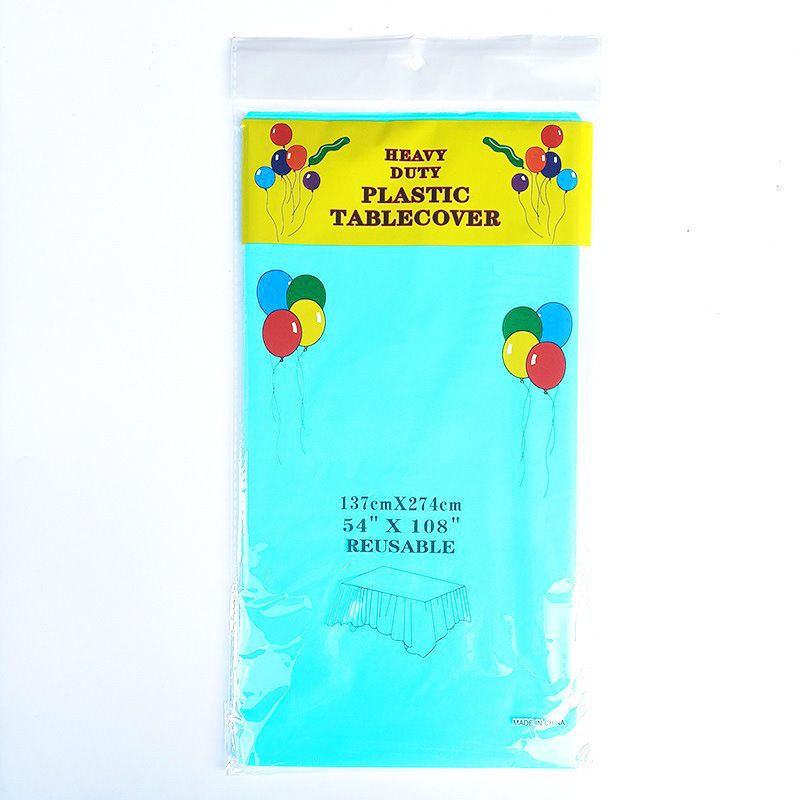 HEAVY
DUTY
PLASTIC
TABLECOVER
137cmX274cm
54" X 108"
REUSABLE
MADE IN CHINA